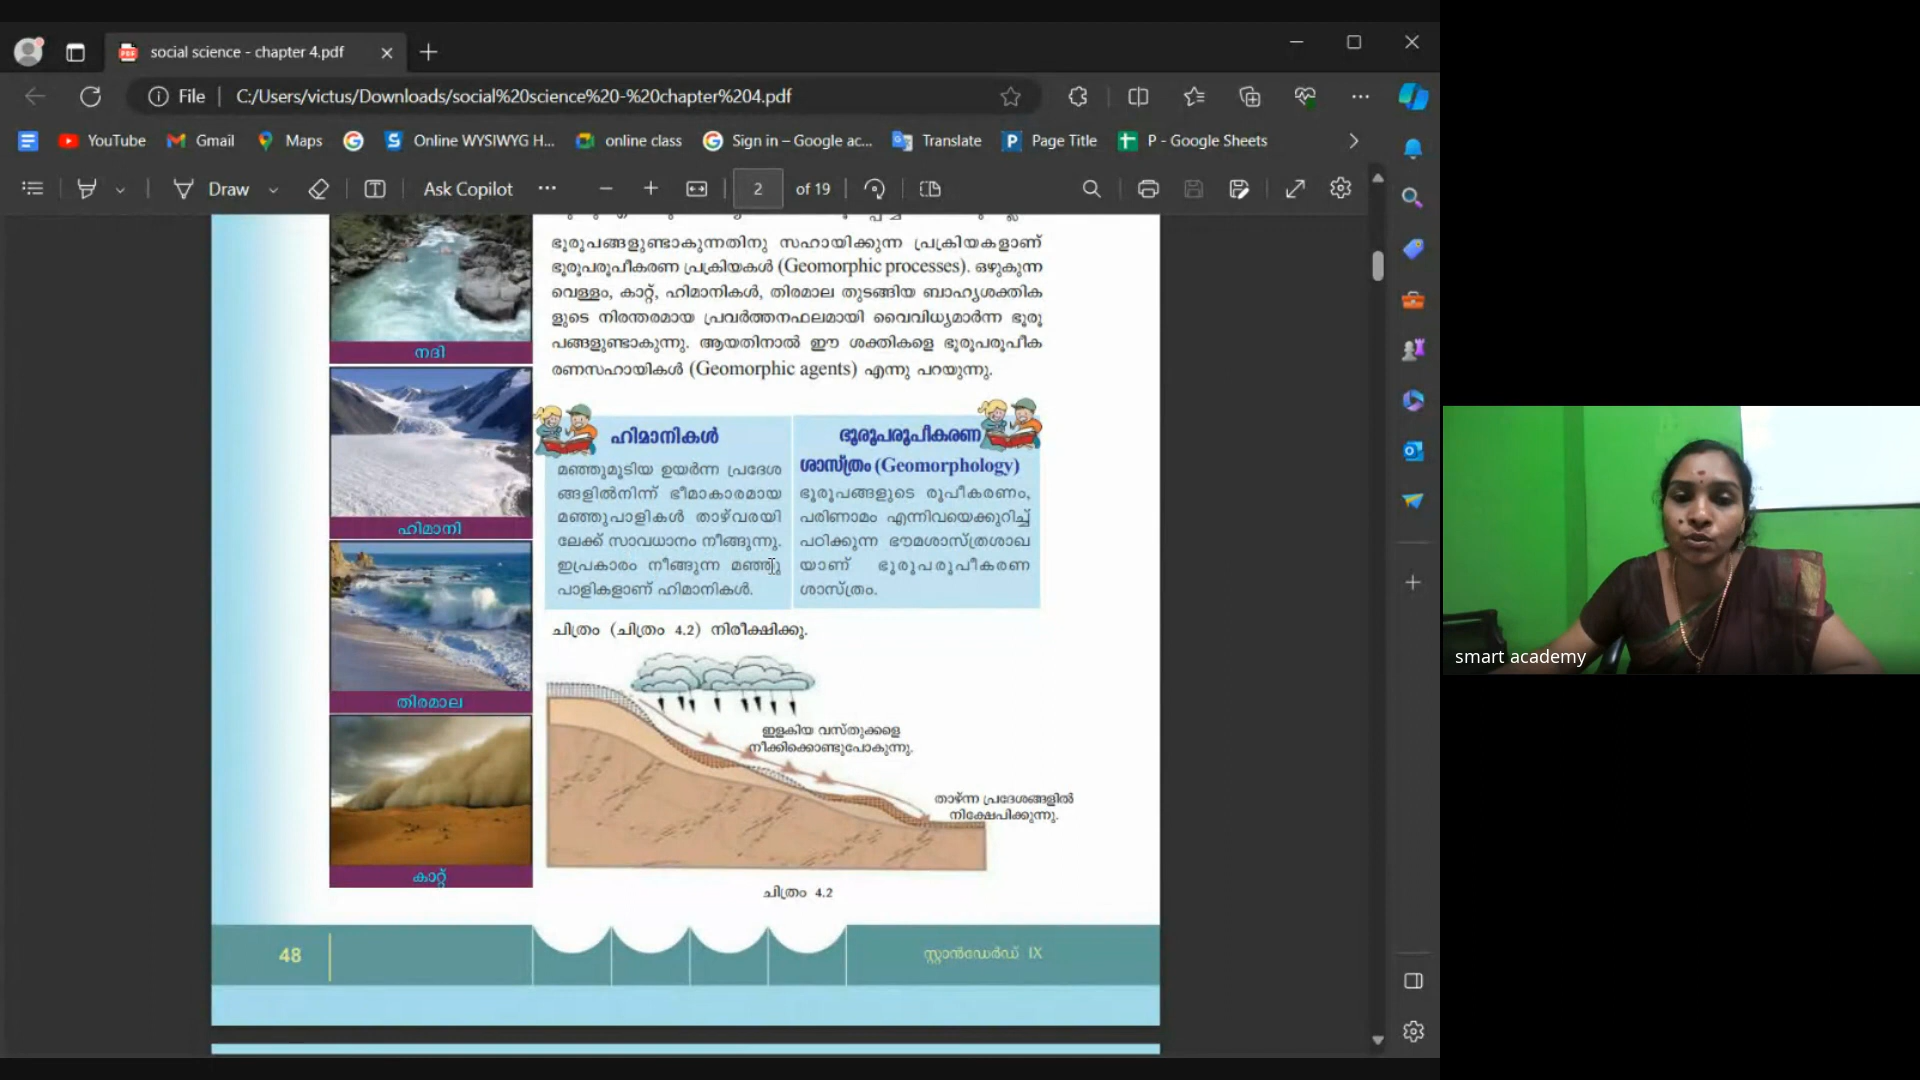 social science - chapter 4.pdf
File
C:/Users/victus/Downloads/social%20science%20-%20chapter%204.pdf
YouTube
Gmail
Maps
Online WYSIWYG H...
online class
Sign in – Google ac...
Translate
Page Title
P - Google Sheets
Draw
Ask Copilot
2 of 19
ഭൂരൂപങ്ങളുണ്ടാകുന്നതിനു സഹായിക്കുന്ന പ്രക്രിയകളാണ്
ഭൂരൂപരൂപീകരണ പ്രക്രിയകൾ (Geomorphic processes). ഒഴുകുന്ന
വെള്ളം, കാറ്റ്, ഹിമാനികൾ, തിരമാല തുടങ്ങിയ ബാഹ്യശക്തിക
ളുടെ നിരന്തരമായ പ്രവർത്തനഫലമായി വൈവിധ്യമാർന്ന ഭൂരൂ
പങ്ങളുണ്ടാകുന്നു. ആയതിനാൽ ഈ ശക്തികളെ ഭൂരൂപരൂപീക
രണസഹായികൾ (Geomorphic agents) എന്നു പറയുന്നു.
നദി
ഹിമാനി
തിരമാല
കാറ്റ്
ഹിമാനികൾ
മഞ്ഞുമൂടിയ ഉയർന്ന പ്രദേശ
ങ്ങളിൽനിന്ന് ഭീമാകാരമായ
മഞ്ഞുപാളികൾ താഴ്‌വരയി
ലേക്ക് സാവധാനം നീങ്ങുന്നു.
ഇപ്രകാരം നീങ്ങുന്ന മഞ്ഞു
പാളികളാണ് ഹിമാനികൾ.
ഭൂരൂപരൂപീകരണ
ശാസ്ത്രം (Geomorphology)
ഭൂരൂപങ്ങളുടെ രൂപീകരണം,
പരിണാമം എന്നിവയെക്കുറിച്ച്
പഠിക്കുന്ന ഭൗമശാസ്ത്രശാഖ
യാണ് ഭൂരൂപരൂപീകരണ
ശാസ്ത്രം.
ചിത്രം (ചിത്രം 4.2) നിരീക്ഷിക്കൂ.
ഇളകിയ വസ്തുക്കളെ
നീക്കിക്കൊണ്ടുപോകുന്നു.
താഴ്ന്ന പ്രദേശങ്ങളിൽ
നിക്ഷേപിക്കുന്നു.
ചിത്രം 4.2
48
സ്റ്റാൻഡേർഡ് IX
smart academy